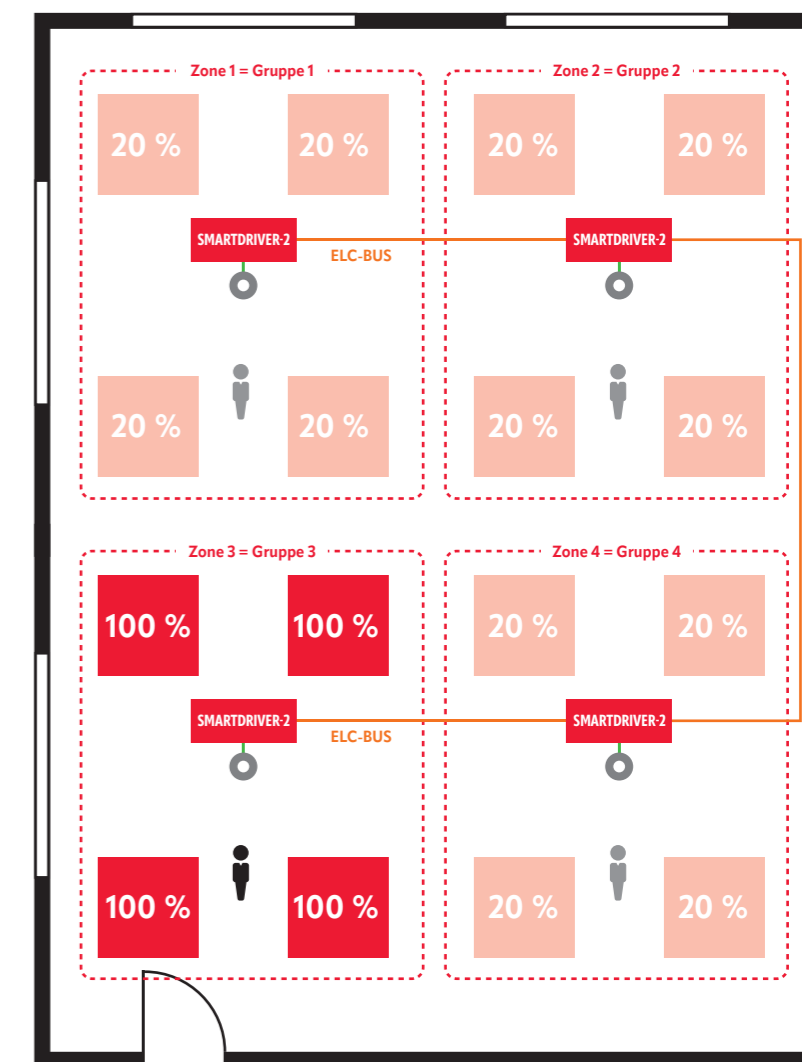 Zone 1 = Gruppe 1
Zone 2 = Gruppe 2
20 %
20 %
20 %
20 %
SMARTDRIVER-2
SMARTDRIVER-2
ELC-BUS
20 %
20 %
20 %
20 %
Zone 3 = Gruppe 3
Zone 4 = Gruppe 4
100 %
100 %
20 %
20 %
SMARTDRIVER-2
SMARTDRIVER-2
ELC-BUS
100 %
100 %
20 %
20 %